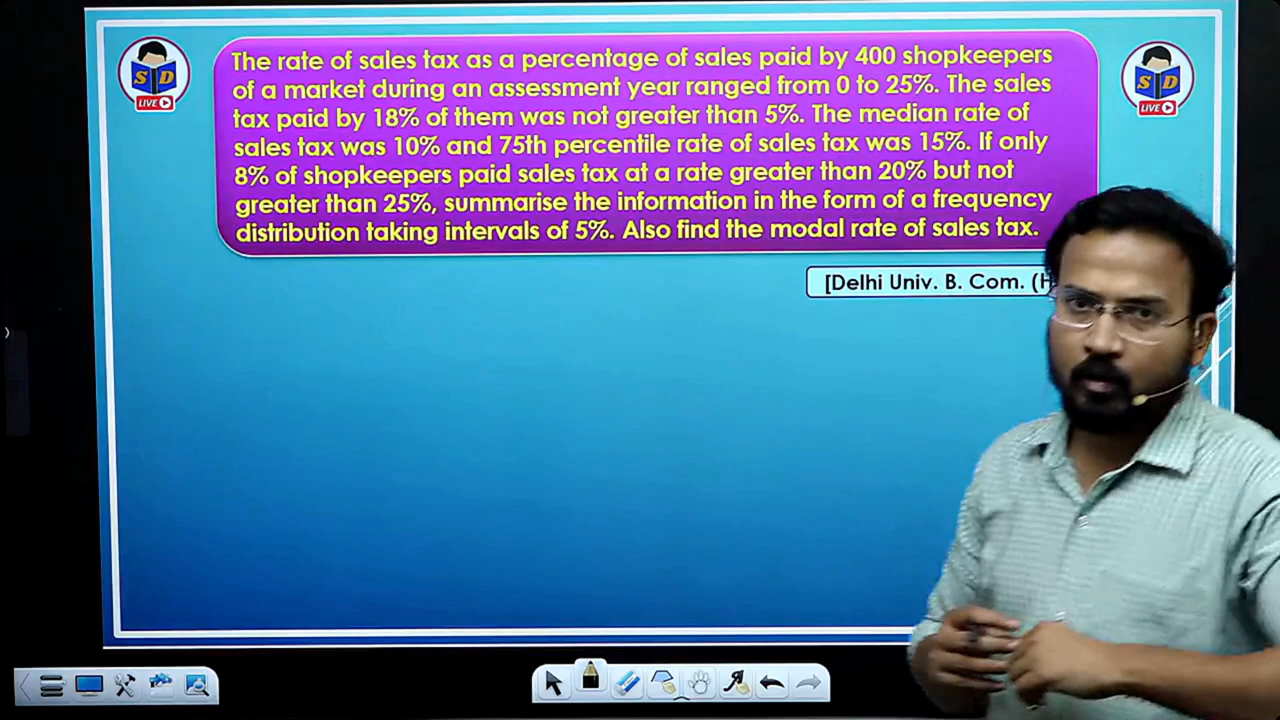 The rate of sales tax as a percentage of sales paid by 400 shopkeepers
of a market during an assessment year ranged from 0 to 25%. The sales
tax paid by 18% of them was not greater than 5%. The median rate of
sales tax was 10% and 75th percentile rate of sales tax was 15%. If only
8% of shopkeepers paid sales tax at a rate greater than 20% but not
greater than 25%, summarise the information in the form of a frequency
distribution taking intervals of 5%. Also find the modal rate of sales tax.
[Delhi Univ. B. Com. (H
S D
LIVE
S D
LIVE